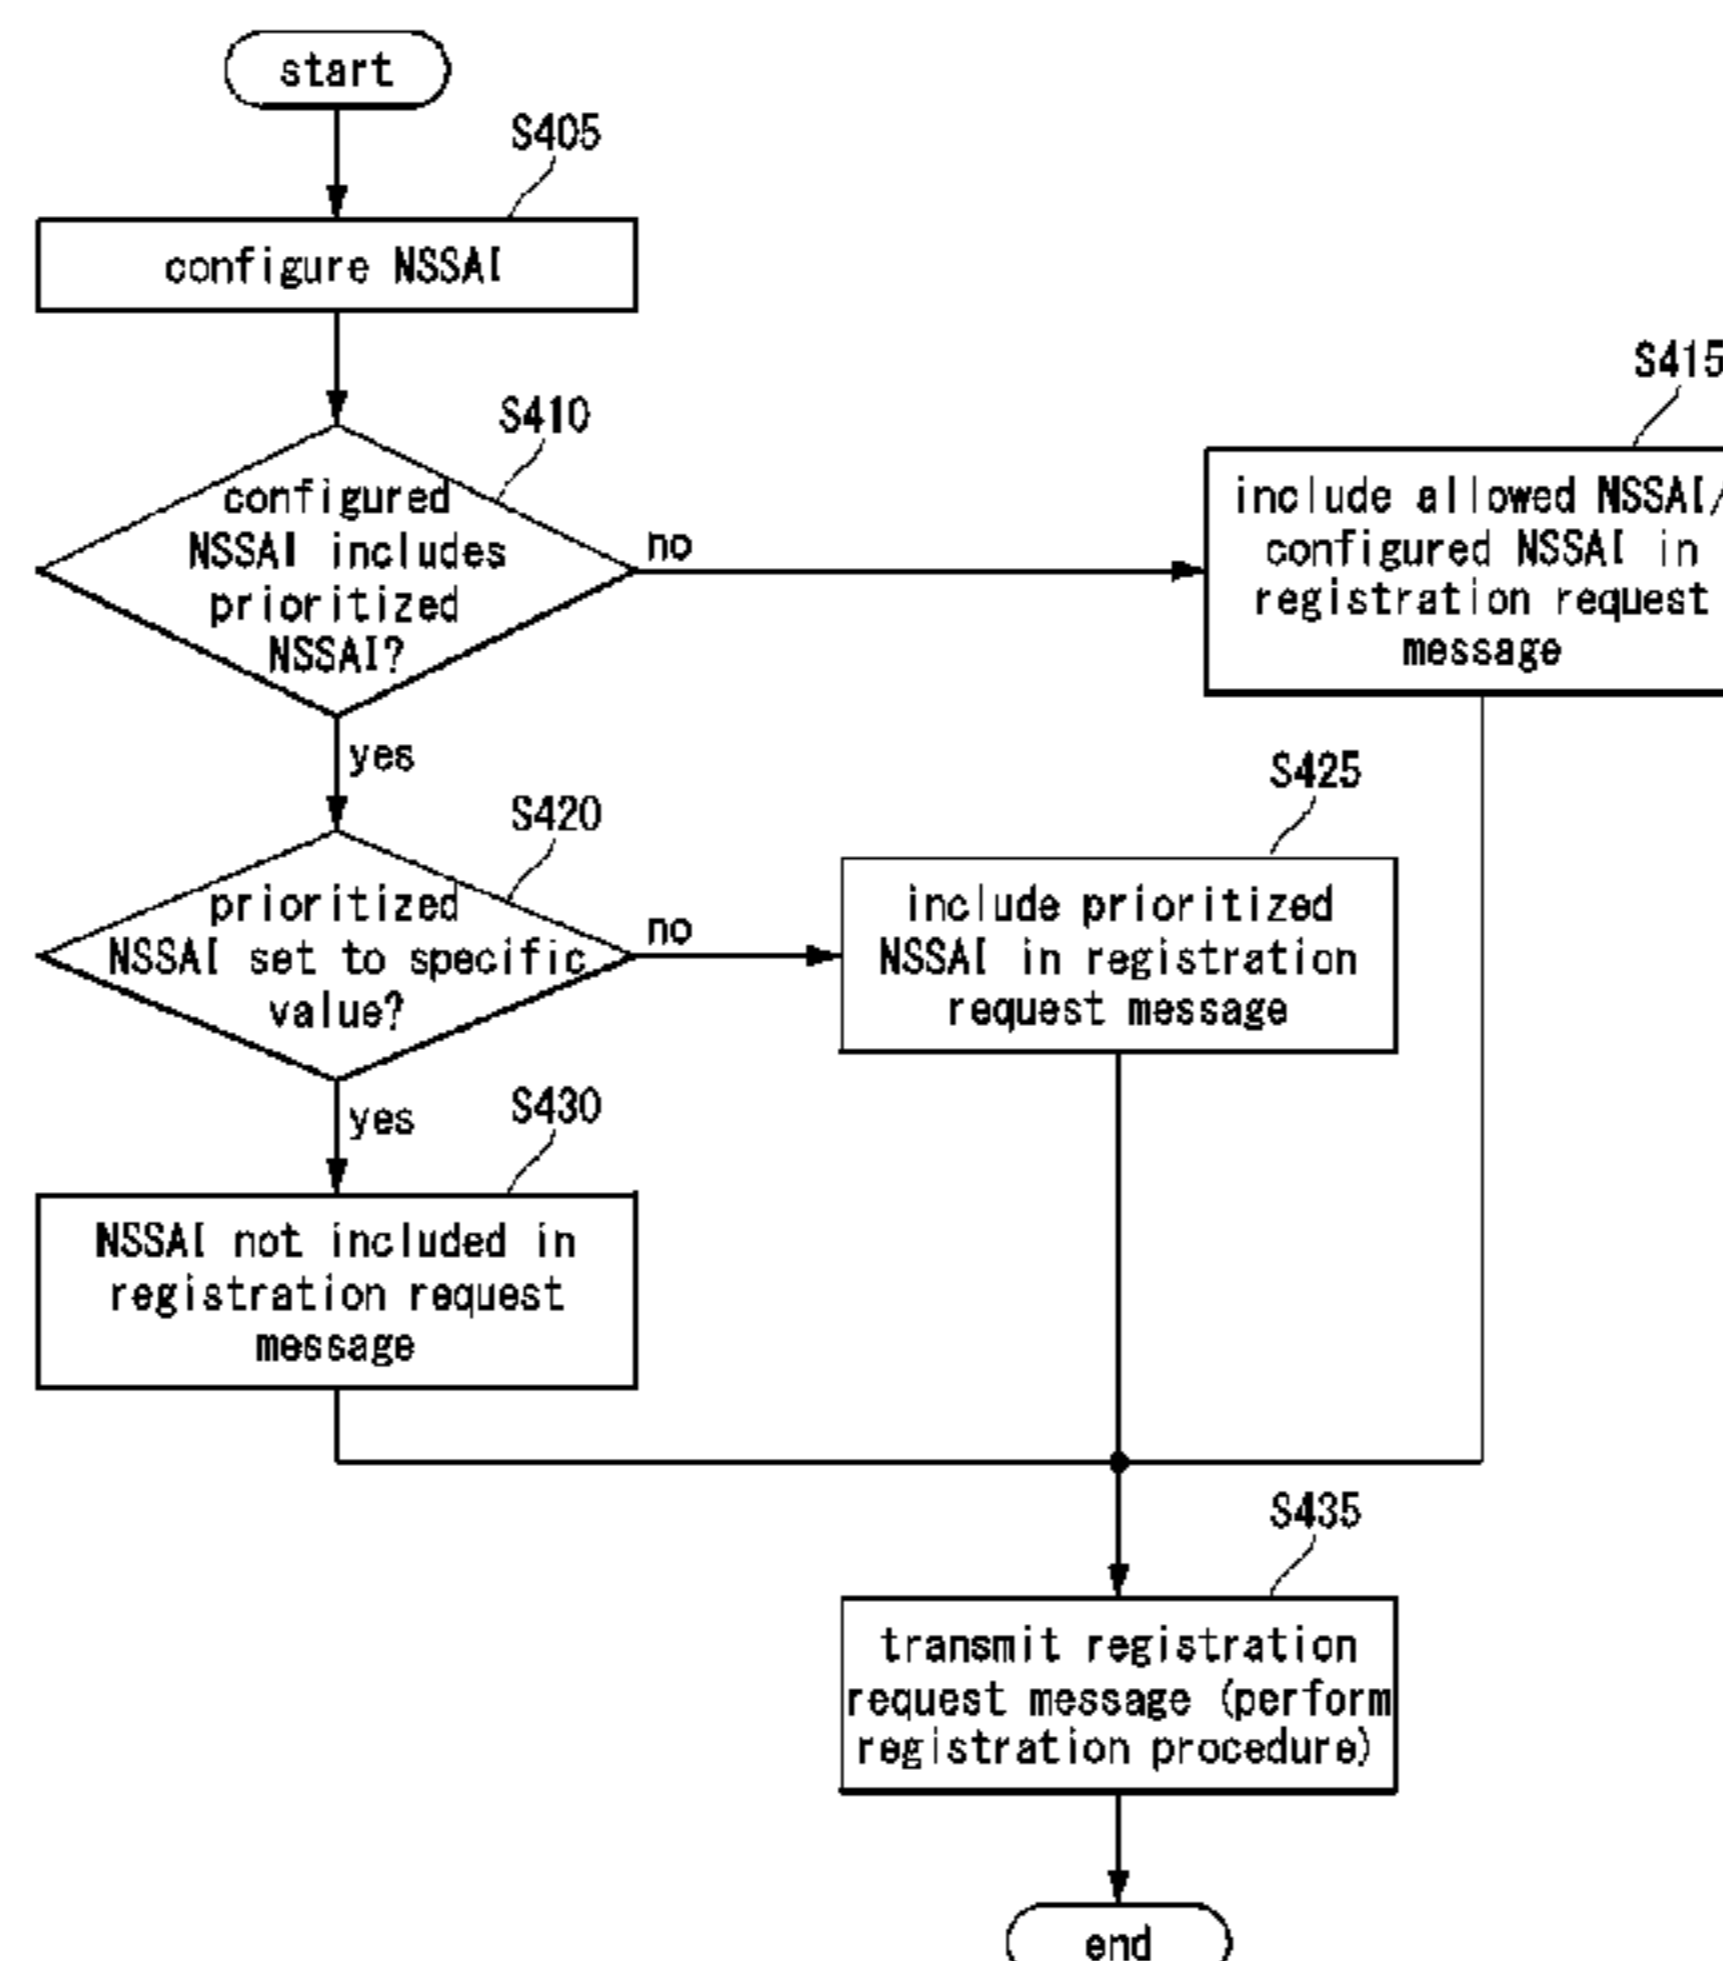 start
S405
configure NSSAI
S410
configured
NSSAI includes
prioritized
NSSAI?
no
S415
include allowed NSSAI/
configured NSSAI in
registration request
message
yes
S420
prioritized
NSSAI set to specific
value?
no
S425
include prioritized
NSSAI in registration
request message
yes
S430
NSSAI not included in
registration request
message
S435
transmit registration
request message (perform
registration procedure)
end